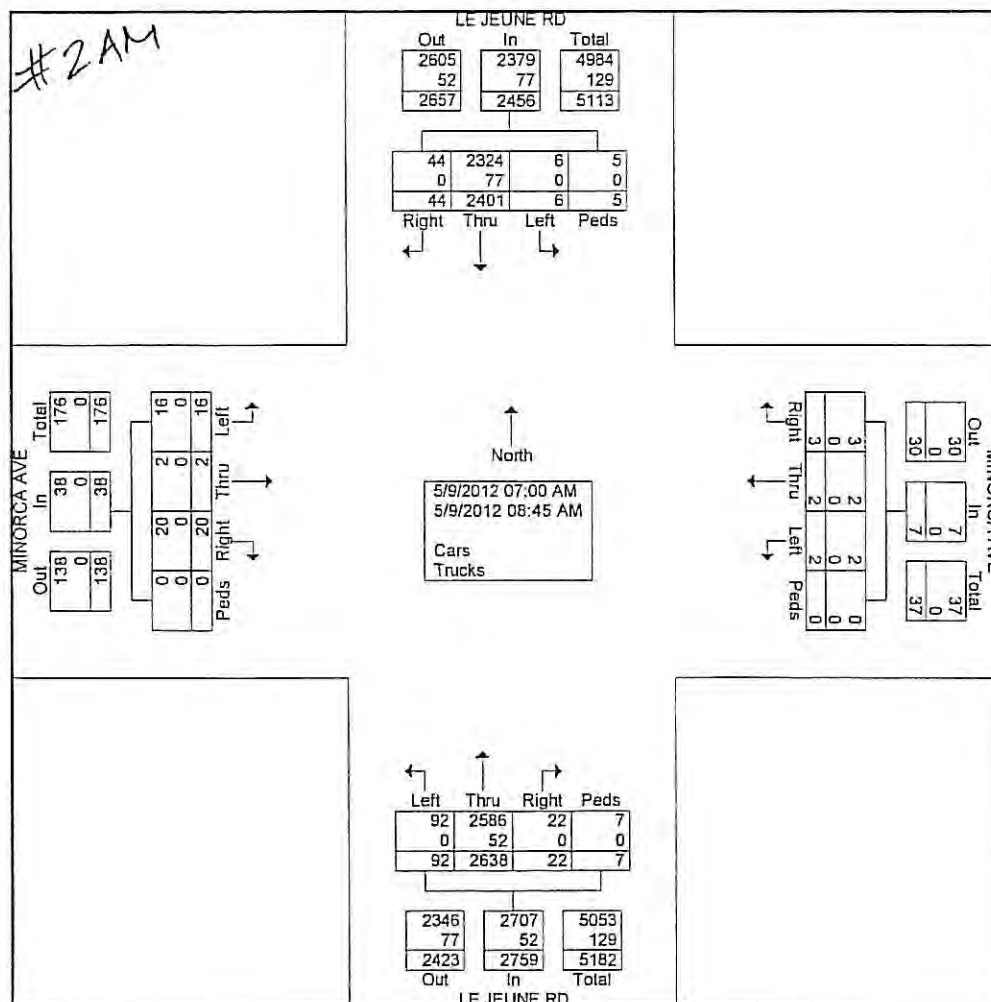 #2AM
LE JEUNE RD
Out In Total
2605 2379 4984
52 77 129
2657 2456 5113
44 2324 6 5
0 77 0 0
44 2401 6 5
Right Thru Left Peds
MINORCA AVE
Out In Total
138 38 176
0 0 0
138 38 176
16 2 20 0
0 0 0 0
16 2 20 0
Left Thru Right Peds
North
5/9/2012 07:00 AM
5/9/2012 08:45 AM
Cars
Trucks
Right Thru Left Peds
3 2 2 0
0 0 0 0
3 2 2 0
Out In Total
30 7 37
0 0 0
30 7 37
MINORCA AVE
Left Thru Right Peds
92 2586 22 7
0 52 0 0
92 2638 22 7
2346 2707 5053
77 52 129
2423 2759 5182
Out In Total
LE JEUNE RD